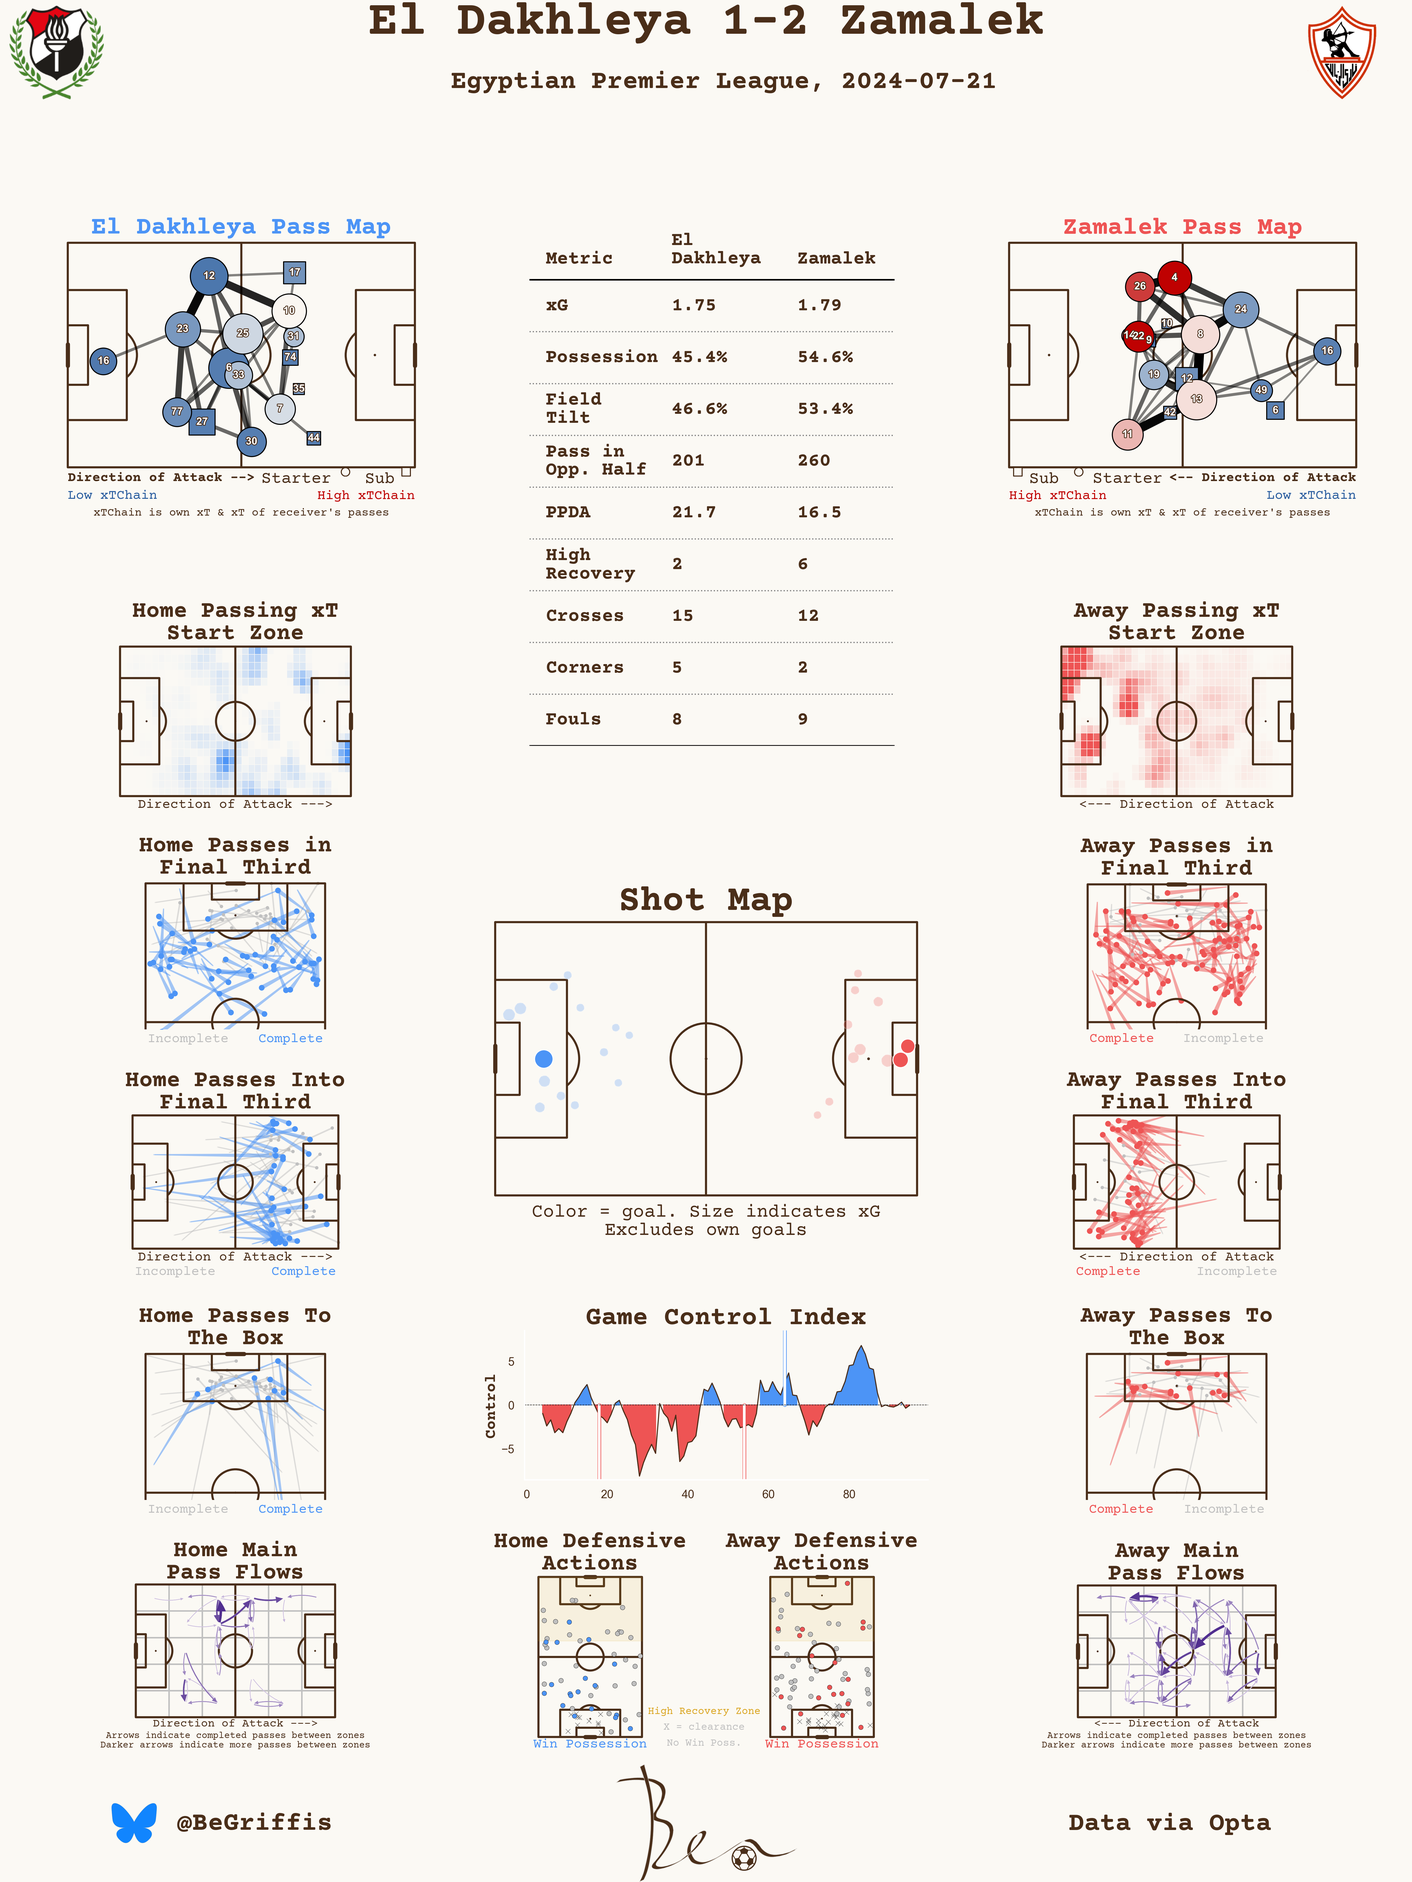 El Dakhleya 1-2 Zamalek
Egyptian Premier League, 2024-07-21
El Dakhleya Pass Map
12
17
10
23
25
31
16
74
6
33
35
77
27
7
30
44
Direction of Attack --> Starter Sub
Low xTChain High xTChain
xTChain is own xT & xT of receiver's passes
Metric El Dakhleya Zamalek
xG 1.75 1.79
Possession 45.4% 54.6%
Field Tilt 46.6% 53.4%
Pass in Opp. Half 201 260
PPDA 21.7 16.5
High Recovery 2 6
Crosses 15 12
Corners 5 2
Fouls 8 9
Zamalek Pass Map
4
26
24
10
14
22
9
8
16
19
12
13
49
42
6
11
Sub Starter <-- Direction of Attack
High xTChain Low xTChain
xTChain is own xT & xT of receiver's passes
Home Passing xT
Start Zone
Direction of Attack --->
Away Passing xT
Start Zone
<--- Direction of Attack
Home Passes in
Final Third
Incomplete Complete
Away Passes in
Final Third
Complete Incomplete
Shot Map
Color = goal. Size indicates xG
Excludes own goals
Home Passes Into
Final Third
Direction of Attack --->
Incomplete Complete
Away Passes Into
Final Third
<--- Direction of Attack
Complete Incomplete
Home Passes To
The Box
Incomplete Complete
Game Control Index
Control
5
0
−5
0 20 40 60 80
Away Passes To
The Box
Complete Incomplete
Home Main
Pass Flows
Direction of Attack --->
Arrows indicate completed passes between zones
Darker arrows indicate more passes between zones
Home Defensive
Actions
Win Possession
High Recovery Zone
X = clearance
No Win Poss.
Away Defensive
Actions
Win Possession
Away Main
Pass Flows
<--- Direction of Attack
Arrows indicate completed passes between zones
Darker arrows indicate more passes between zones
@BeGriffis
Ben
Data via Opta